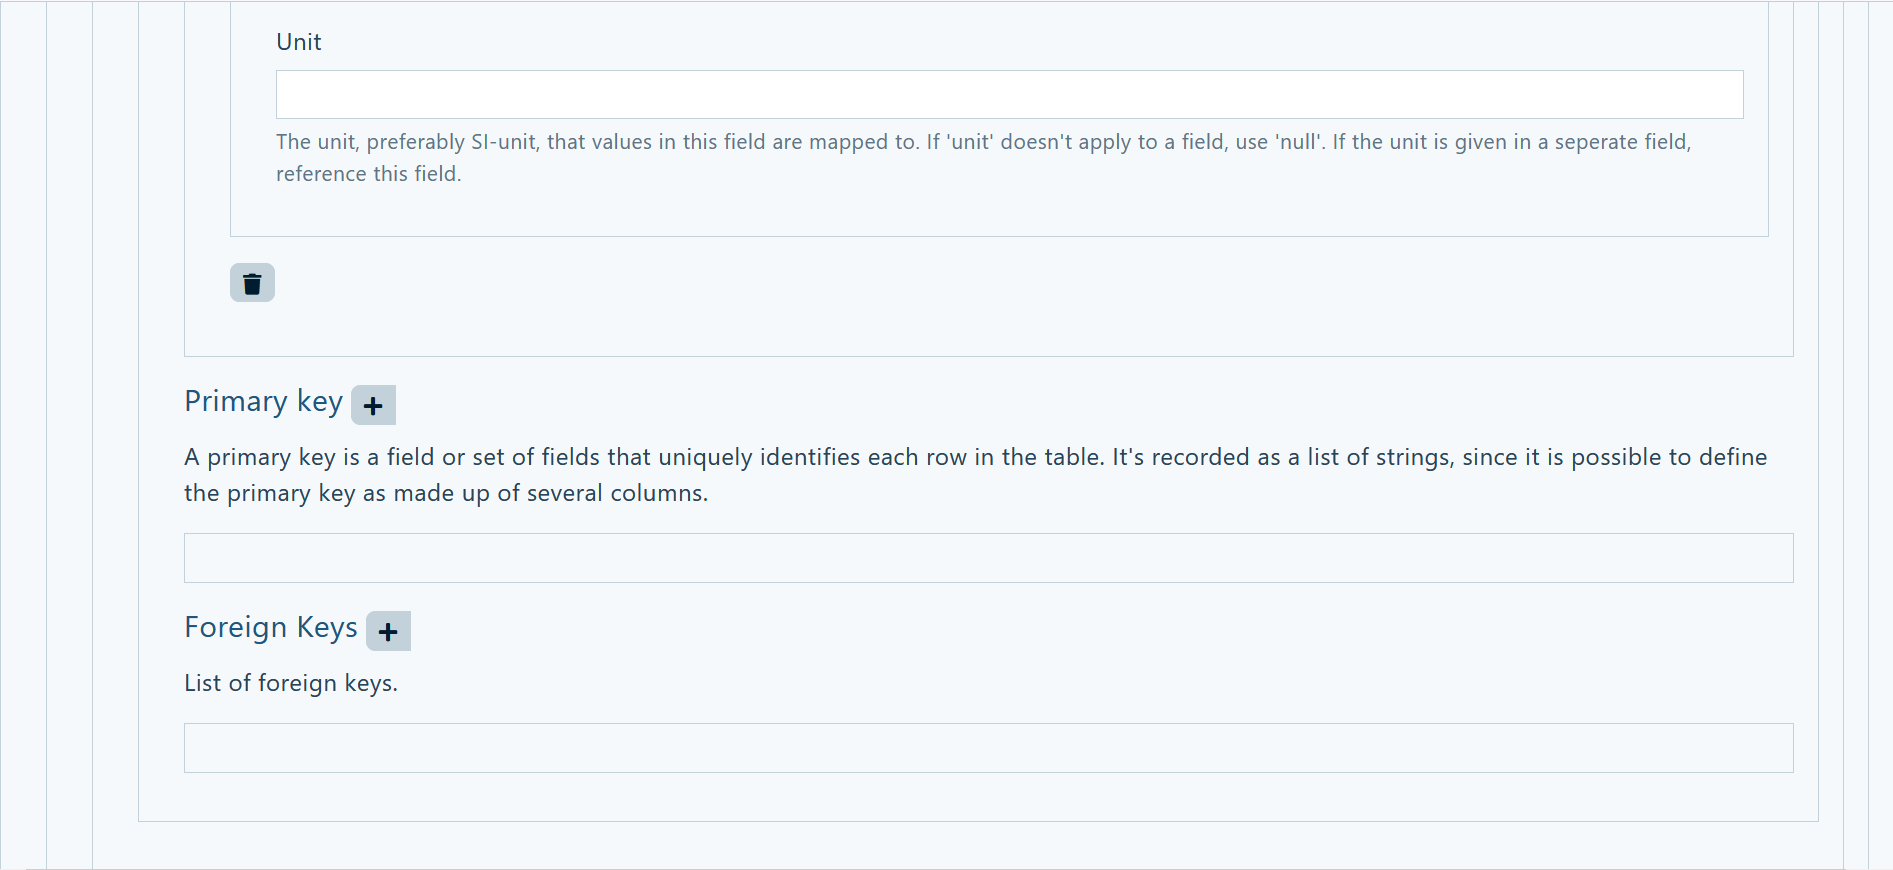 Unit
The unit, preferably SI-unit, that values in this field are mapped to. If 'unit' doesn't apply to a field, use 'null'. If the unit is given in a seperate field,
reference this field.
Primary key
A primary key is a field or set of fields that uniquely identifies each row in the table. It's recorded as a list of strings, since it is possible to define
the primary key as made up of several columns.
Foreign Keys
List of foreign keys.